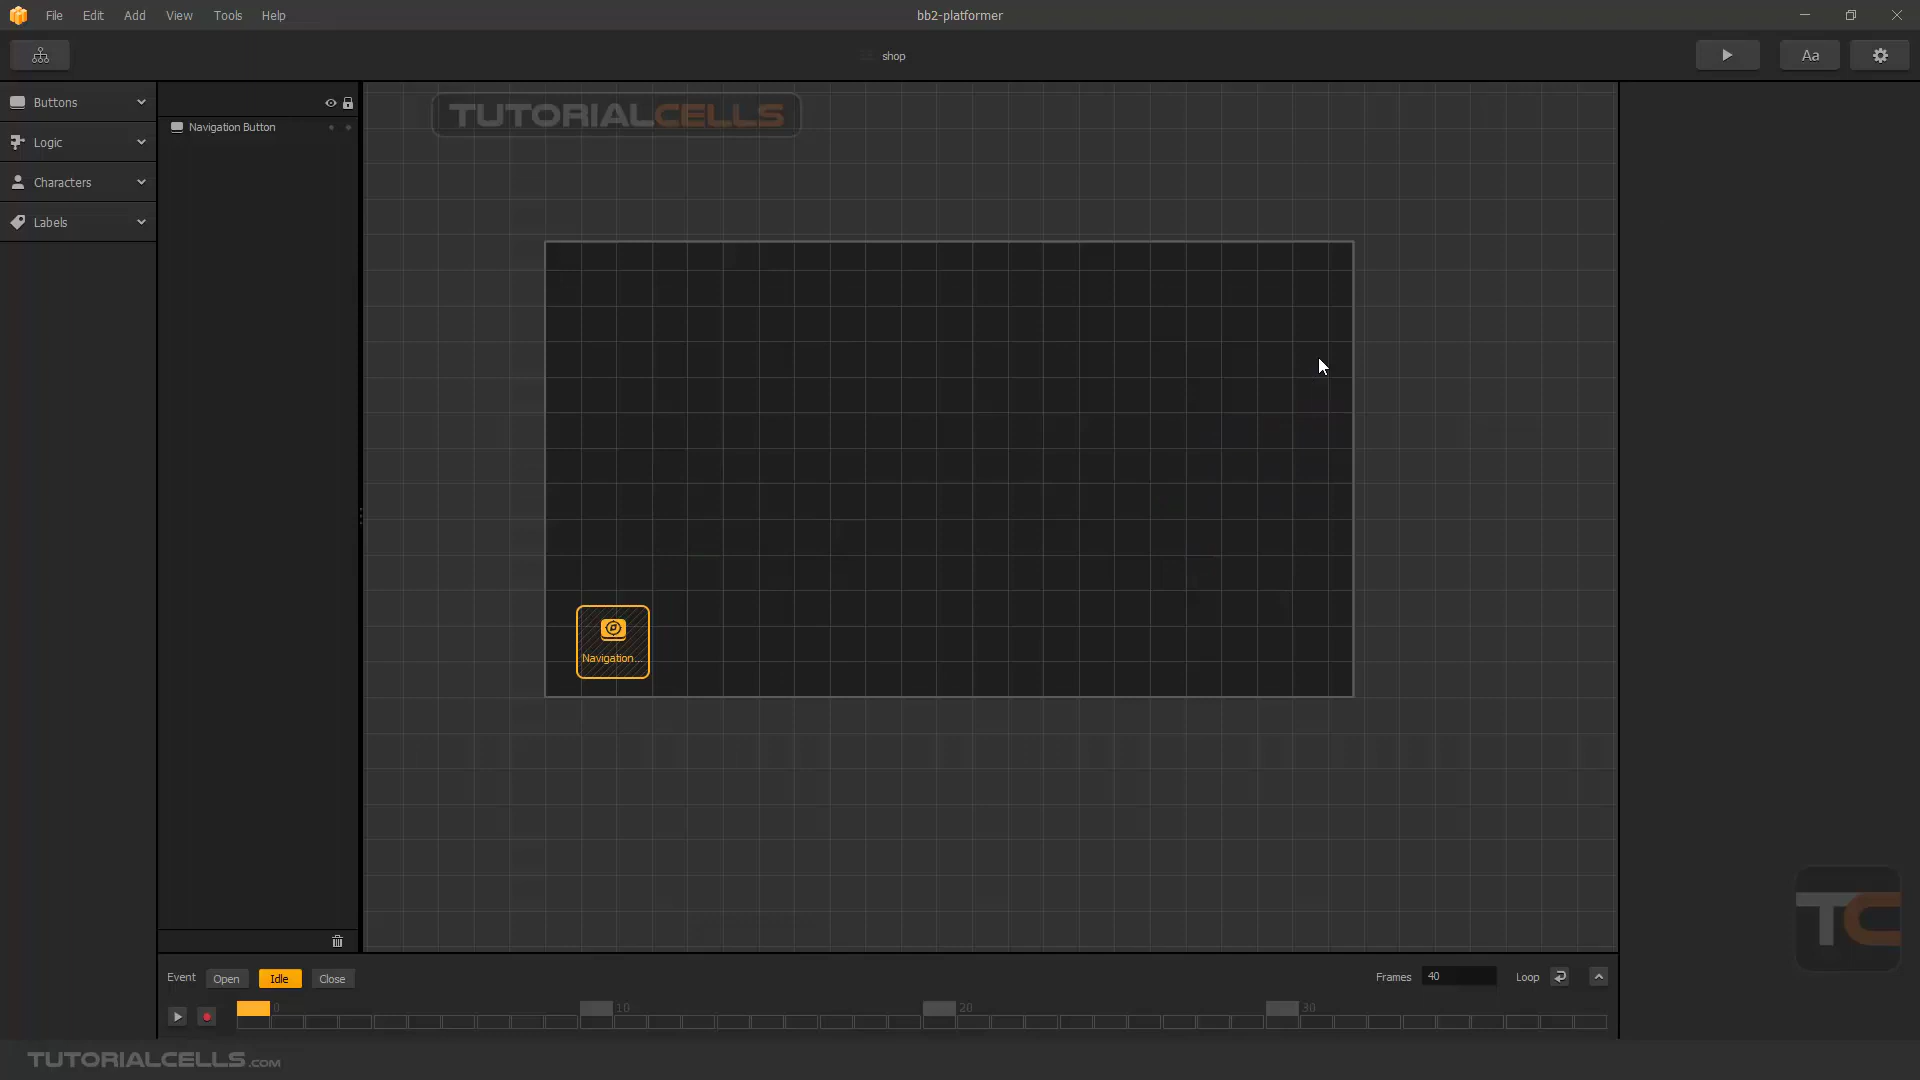 File Edit Add View Tools Help
bb2-platformer
shop
Aa
Buttons
Logic
Characters
Labels
Navigation Button
TUTORIALCELLS
Navigation...
Event Open Idle Close
Frames 40 Loop
0 10 20 30
TC
TUTORIALCELLS.COM